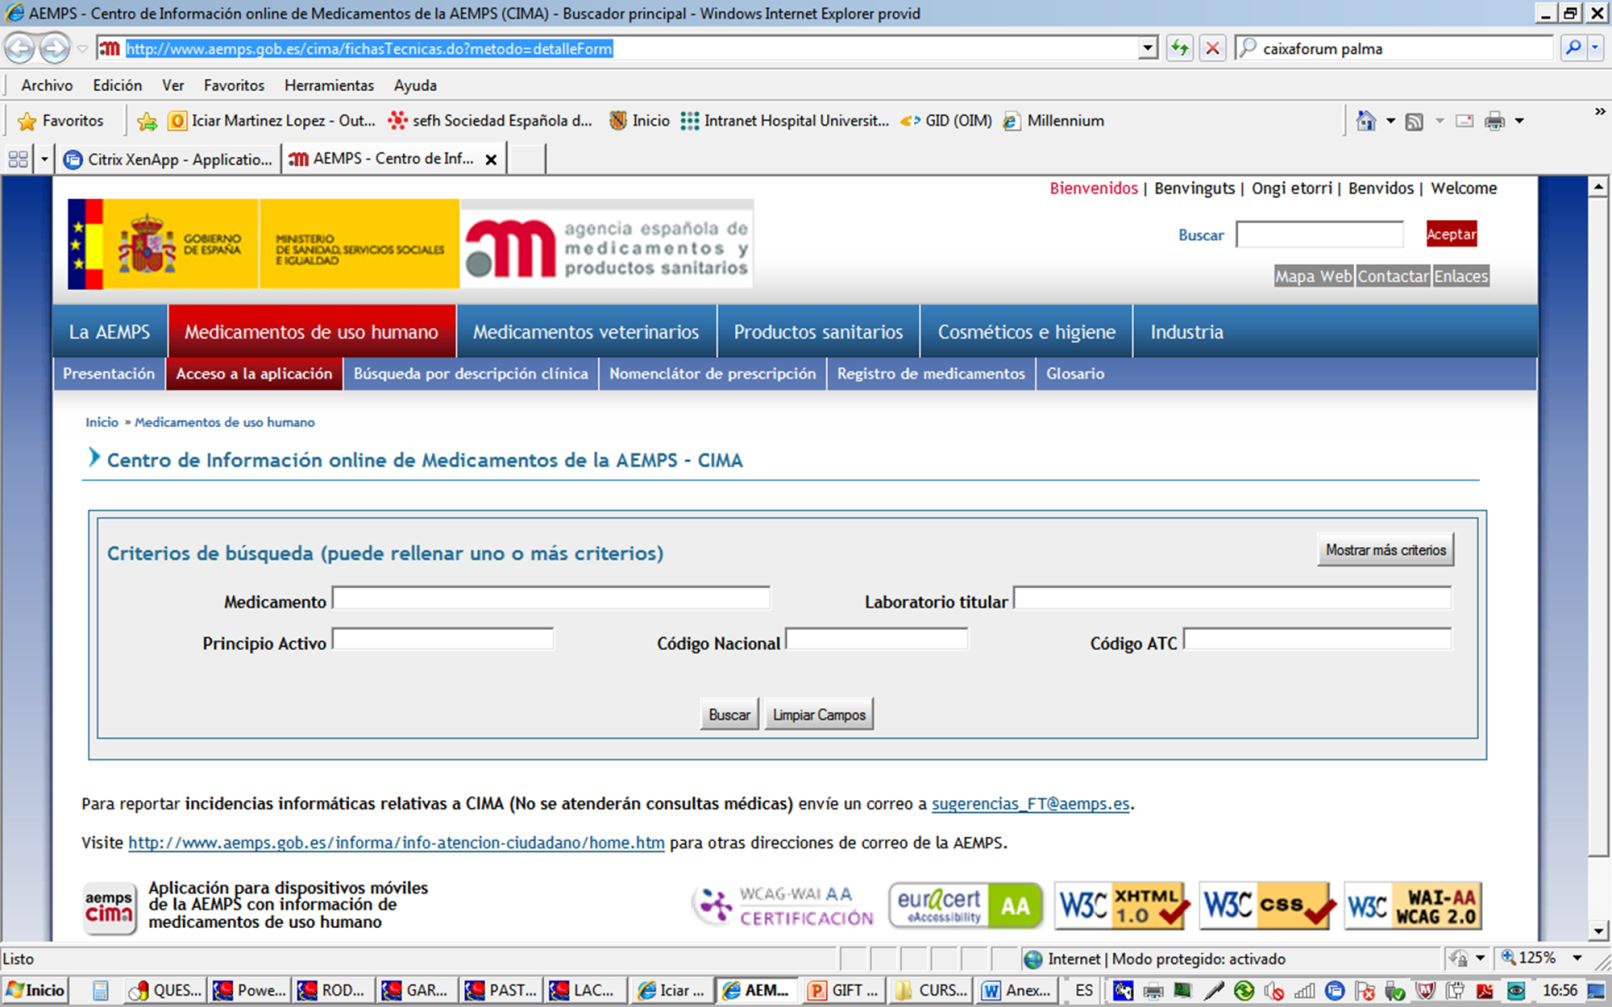 AEMPS - Centro de Información online de Medicamentos de la AEMPS (CIMA) - Buscador principal - Windows Internet Explorer provid
http://www.aemps.gob.es/cima/fichasTecnicas.do?metodo=detalleForm
caixaforum palma
Archivo Edición Ver Favoritos Herramientas Ayuda
Favoritos Iciar Martinez Lopez - Out... sefh Sociedad Española d... Inicio Intranet Hospital Universit... GID (OIM) Millennium
Citrix XenApp - Applicatio... AEMPS - Centro de Inf...
Bienvenidos | Benvinguts | Ongi etorri | Benvidos | Welcome
GOBIERNO
DE ESPAÑA
MINISTERIO
DE SANIDAD, SERVICIOS SOCIALES
E IGUALDAD
agencia española de
medicamentos y
productos sanitarios
Buscar Aceptar
Mapa Web Contactar Enlaces
La AEMPS Medicamentos de uso humano Medicamentos veterinarios Productos sanitarios Cosméticos e higiene Industria
Presentación Acceso a la aplicación Búsqueda por descripción clínica Nomenclátor de prescripción Registro de medicamentos Glosario
Inicio » Medicamentos de uso humano
Centro de Información online de Medicamentos de la AEMPS - CIMA
Criterios de búsqueda (puede rellenar uno o más criterios) Mostrar más criterios
Medicamento Laboratorio titular
Principio Activo Código Nacional Código ATC
Buscar Limpiar Campos
Para reportar incidencias informáticas relativas a CIMA (No se atenderán consultas médicas) envíe un correo a sugerencias_FT@aemps.es.
Visite http://www.aemps.gob.es/informa/info-atencion-ciudadano/home.htm para otras direcciones de correo de la AEMPS.
aemps
cima
Aplicación para dispositivos móviles
de la AEMPS con información de
medicamentos de uso humano
WCAG-WAI AA
CERTIFICACIÓN
euracert
eAccessibility
AA
W3C XHTML
1.0
W3C css
W3C WAI-AA
WCAG 2.0
Listo Internet | Modo protegido: activado 125%
Inicio QUES... Powe... ROD... GAR... PAST... LAC... Iciar ... AEM... GIFT ... CURS... Anex... ES 16:56